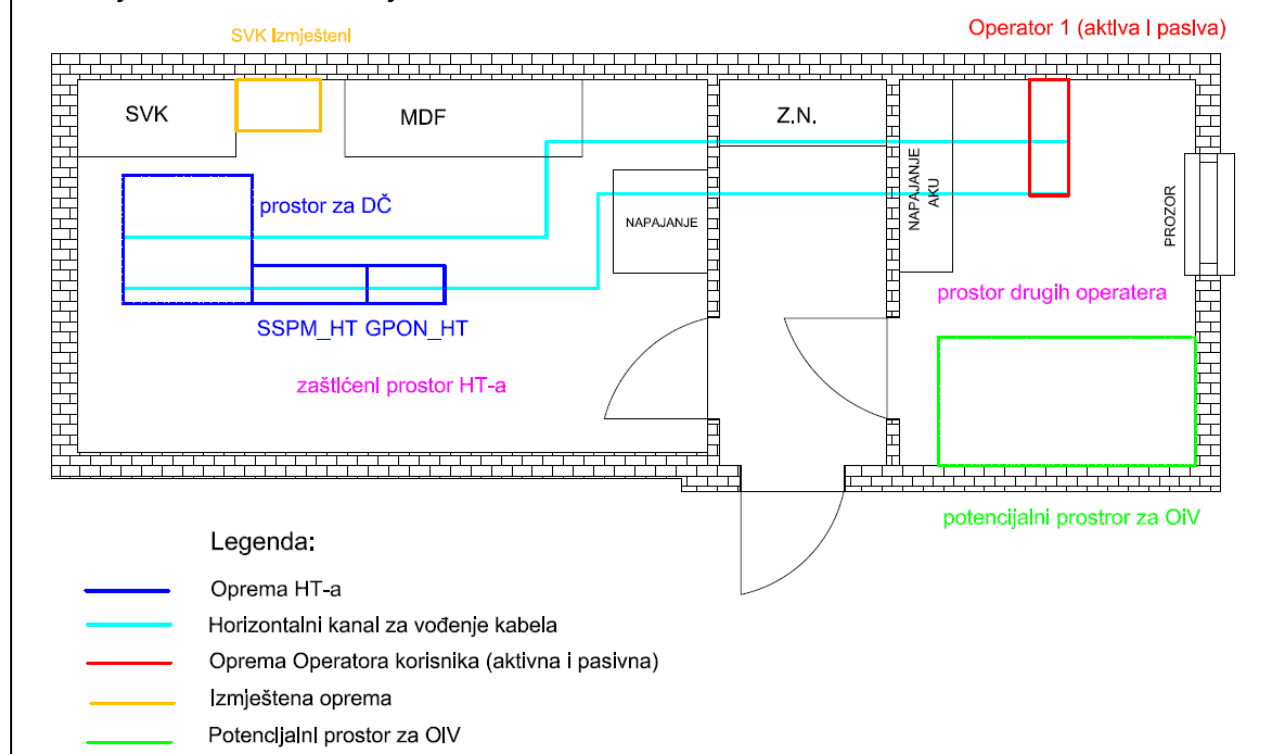 SVK Izmješteni
Operator 1 (aktiva i pasiva)
SVK
MDF
Z.N.
NAPAJANJE AKU
PROZOR
prostor za DČ
NAPAJANJE
prostor drugih operatera
SSPM_HT GPON_HT
zaštićeni prostor HT-a
potencijalni prostror za OiV
Legenda:
Oprema HT-a
Horizontalni kanal za vođenje kabela
Oprema Operatora korisnika (aktivna i pasivna)
Izmještena oprema
Potencijalni prostor za OIV